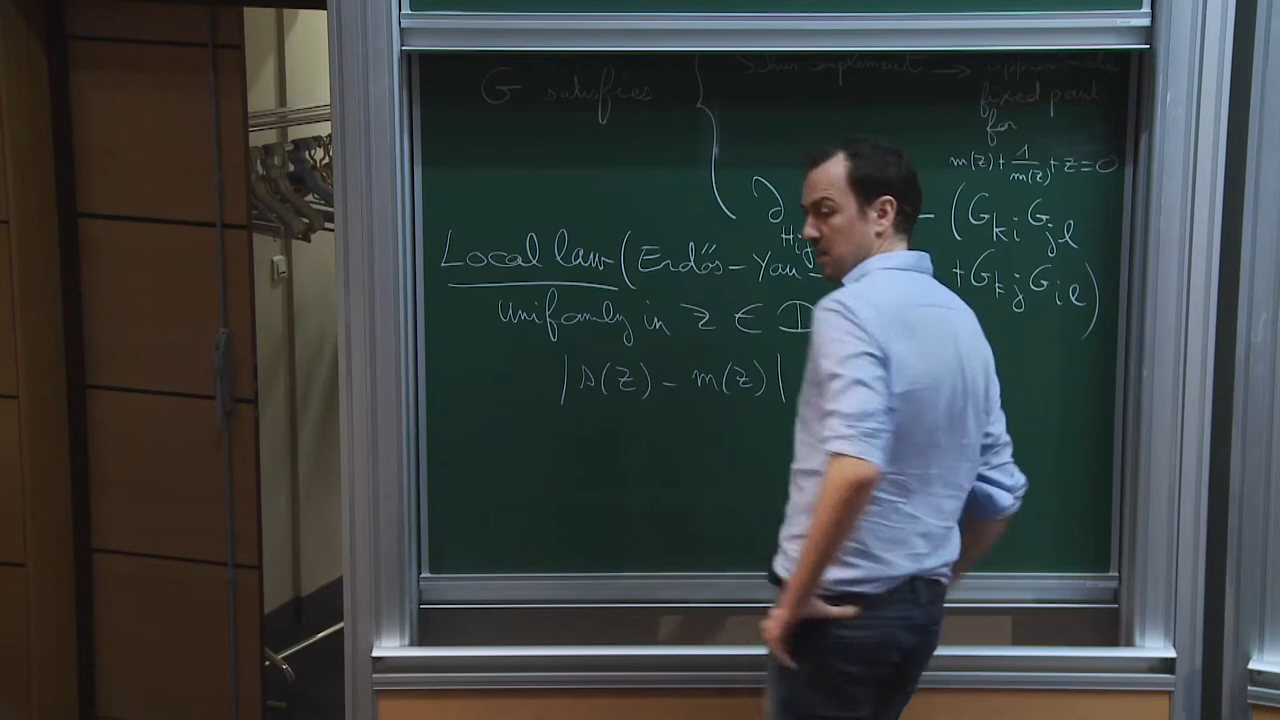 Schur complement → approximate
fixed point
for
m(z) + 1/m(z) + z = 0
G satisfies
∂
H_ij
- (G_ki G_jl
+ G_kj G_il)
Local law (Erdős – Yau –
uniformly in z ∈ D
|s(z) - m(z)|